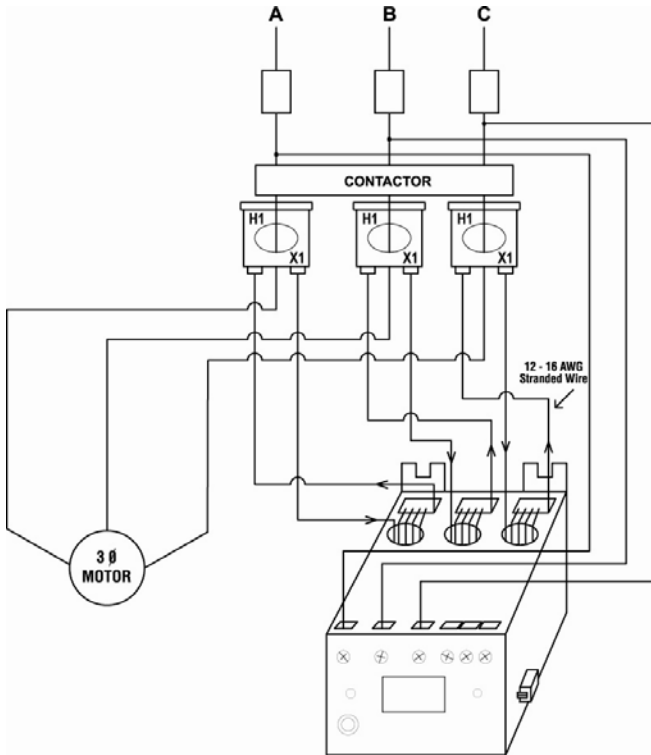 A B C
CONTACTOR
H1 H1 H1
X1 X1 X1
12 - 16 AWG
Stranded Wire
3 Ø
MOTOR